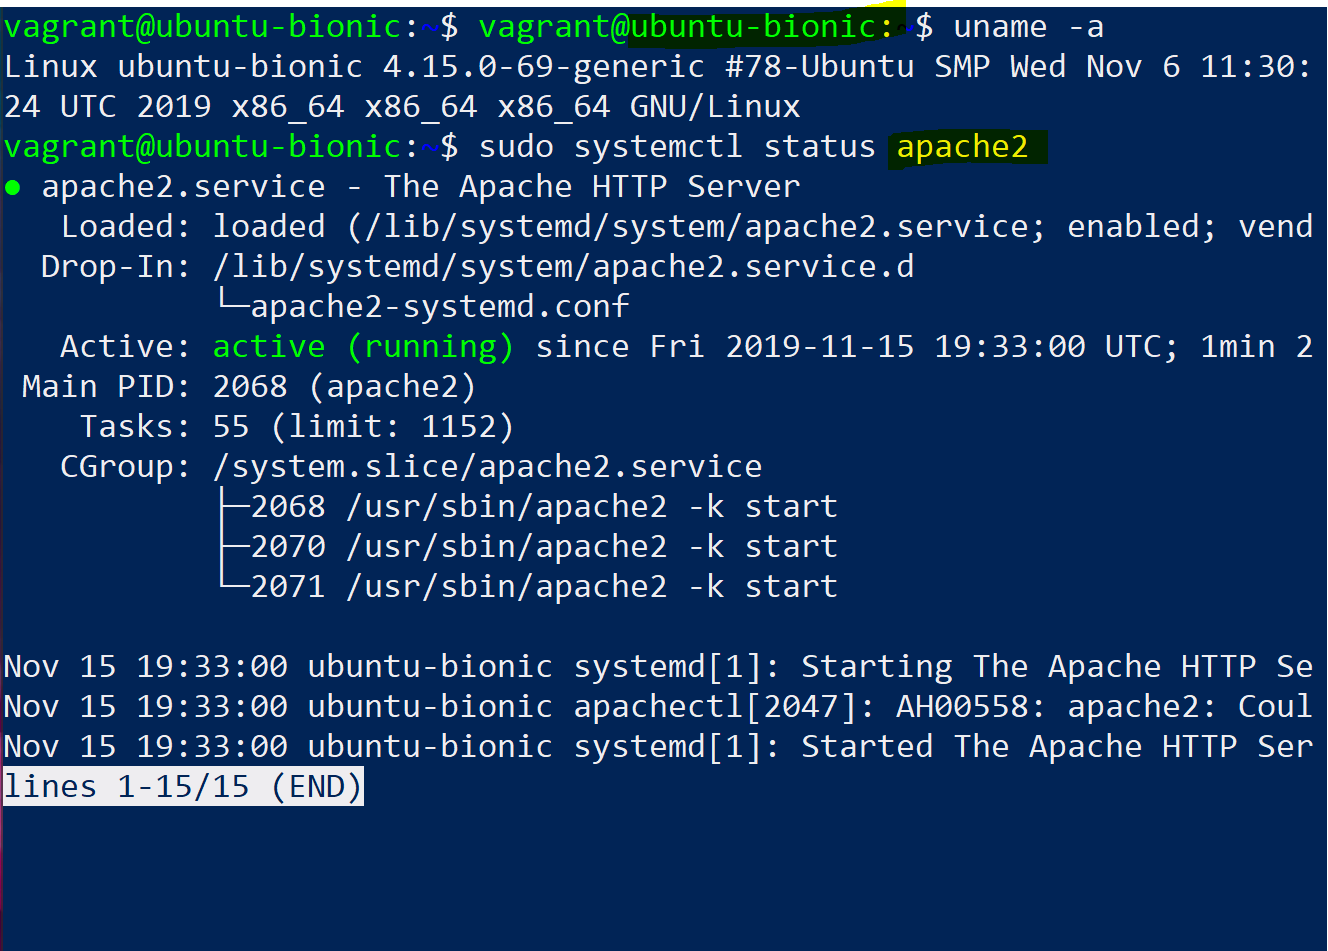 vagrant@ubuntu-bionic:~$ vagrant@ubuntu-bionic:~$ uname -a
Linux ubuntu-bionic 4.15.0-69-generic #78-Ubuntu SMP Wed Nov 6 11:30:
24 UTC 2019 x86_64 x86_64 x86_64 GNU/Linux
vagrant@ubuntu-bionic:~$ sudo systemctl status apache2
● apache2.service - The Apache HTTP Server
   Loaded: loaded (/lib/systemd/system/apache2.service; enabled; vend
  Drop-In: /lib/systemd/system/apache2.service.d
           └─apache2-systemd.conf
   Active: active (running) since Fri 2019-11-15 19:33:00 UTC; 1min 2
 Main PID: 2068 (apache2)
    Tasks: 55 (limit: 1152)
   CGroup: /system.slice/apache2.service
           ├─2068 /usr/sbin/apache2 -k start
           ├─2070 /usr/sbin/apache2 -k start
           └─2071 /usr/sbin/apache2 -k start

Nov 15 19:33:00 ubuntu-bionic systemd[1]: Starting The Apache HTTP Se
Nov 15 19:33:00 ubuntu-bionic apachectl[2047]: AH00558: apache2: Coul
Nov 15 19:33:00 ubuntu-bionic systemd[1]: Started The Apache HTTP Ser
lines 1-15/15 (END)